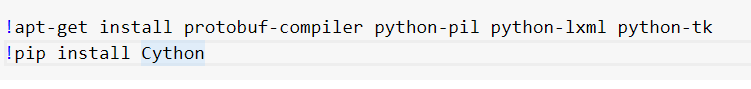 !apt-get install protobuf-compiler python-pil python-lxml python-tk
!pip install Cython